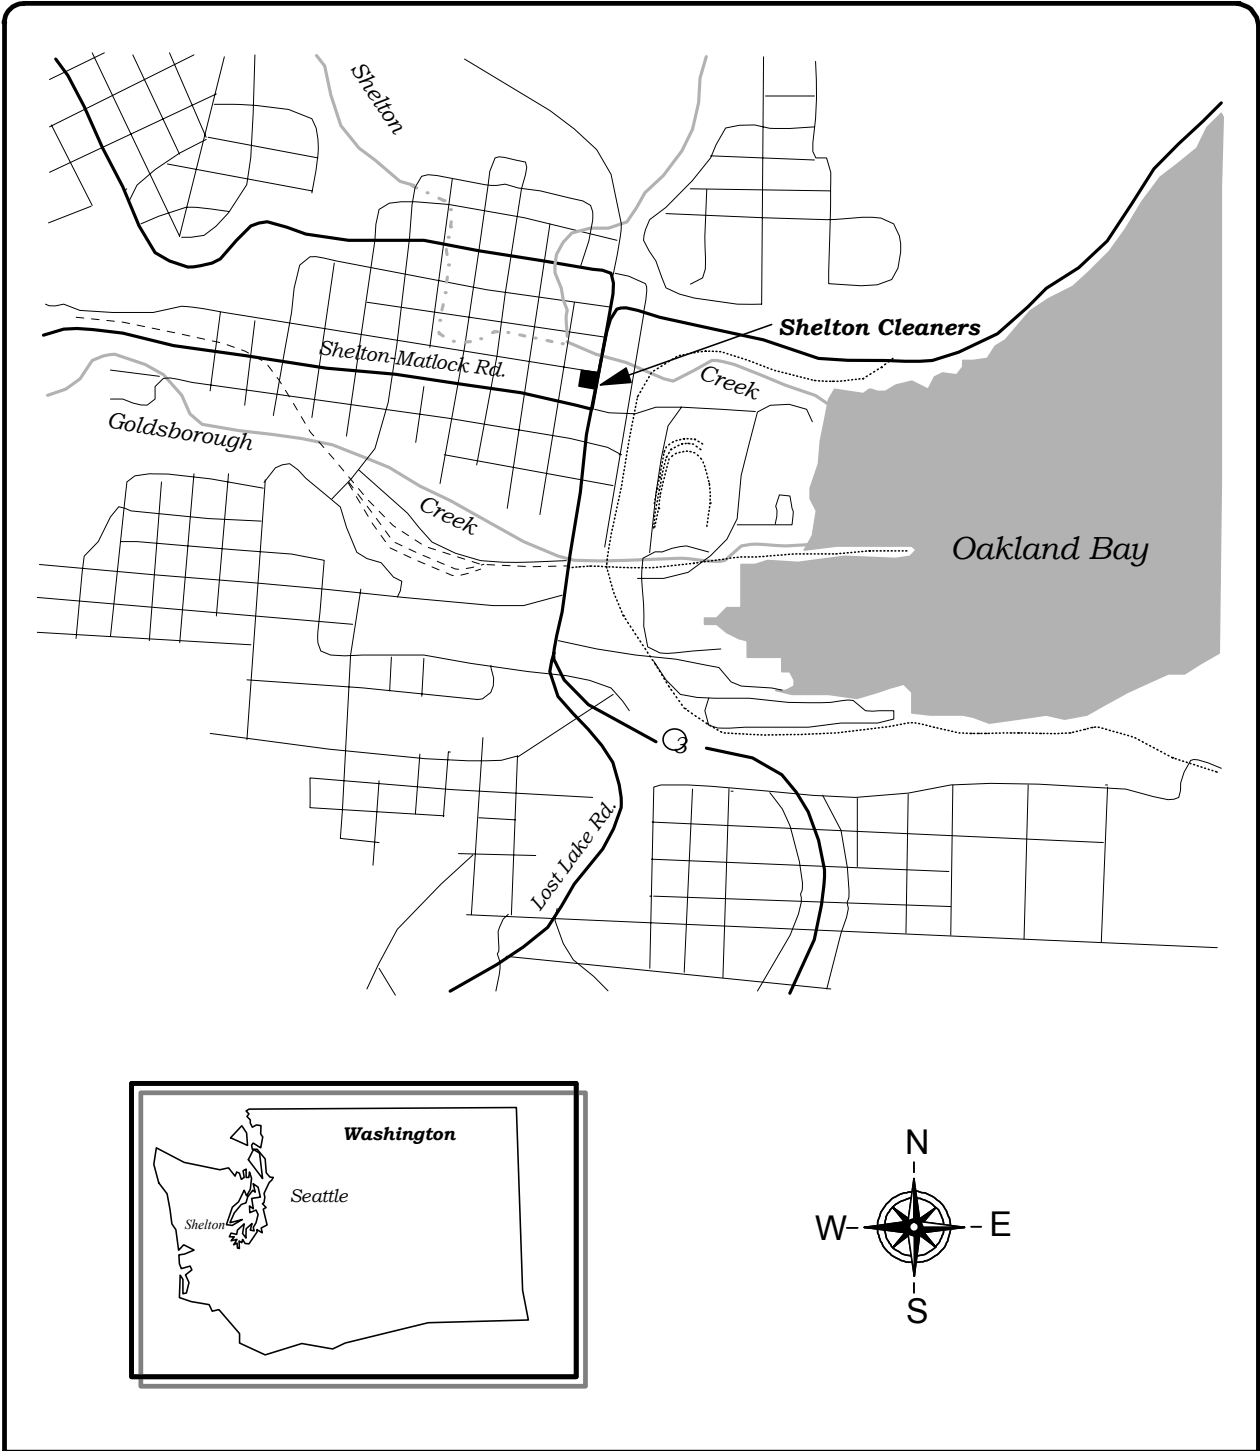 Shelton
Shelton Cleaners
Shelton-Matlock Rd.
Creek
Goldsborough
Creek
Oakland Bay
3
Lost Lake Rd.
Washington
Seattle
Shelton
N
W
E
S